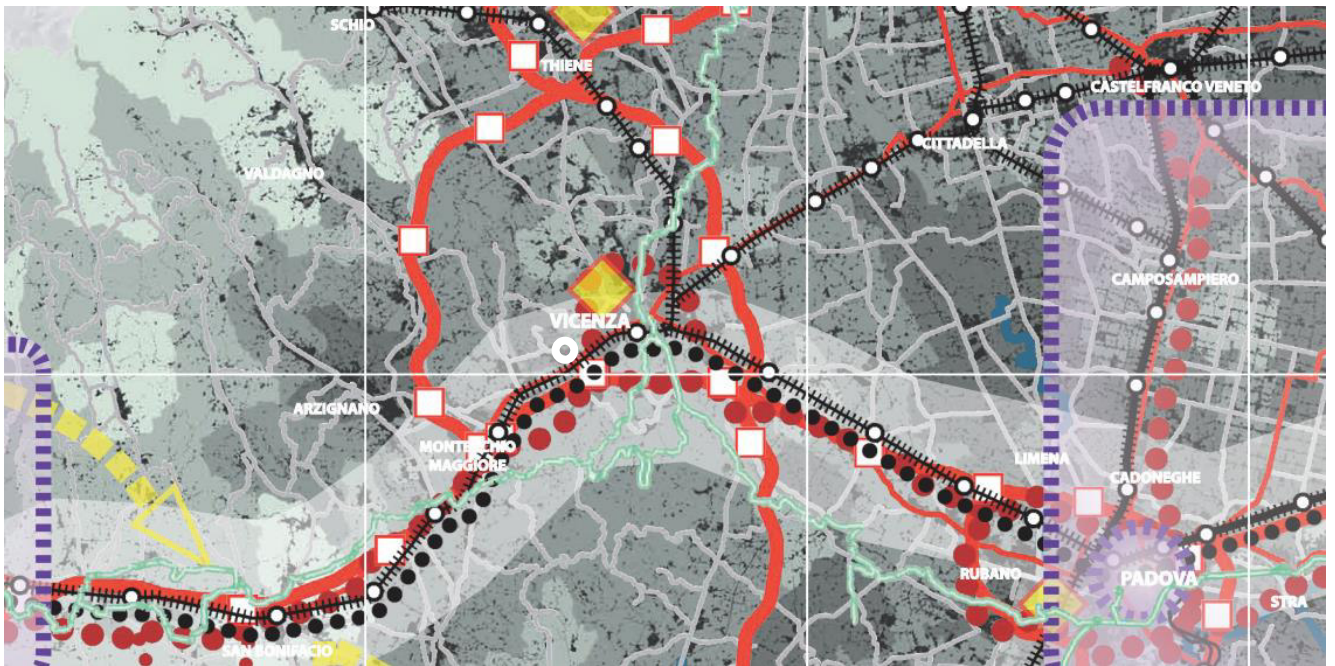 SCHIO
THIENE
CASTELFRANCO VENETO
CITTADELLA
VALDAGNO
CAMPOSAMPIERO
VICENZA
ARZIGNANO
MONTECCHIO
MAGGIORE
LIMENA
CADONEGHE
RUBANO
PADOVA
STRA
SAN BONIFACIO